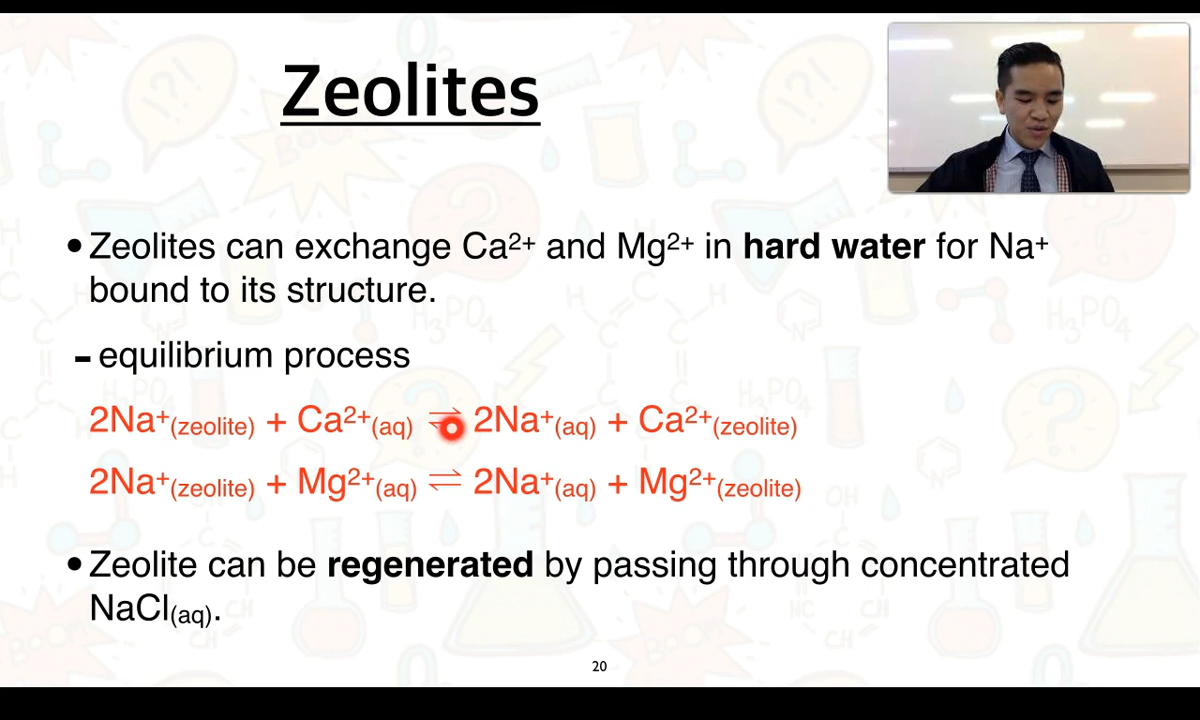 Zeolites
• Zeolites can exchange Ca²⁺ and Mg²⁺ in hard water for Na⁺
bound to its structure.
- equilibrium process
2Na⁺(zeolite) + Ca²⁺(aq) ⇌ 2Na⁺(aq) + Ca²⁺(zeolite)
2Na⁺(zeolite) + Mg²⁺(aq) ⇌ 2Na⁺(aq) + Mg²⁺(zeolite)
• Zeolite can be regenerated by passing through concentrated
NaCl(aq).
20